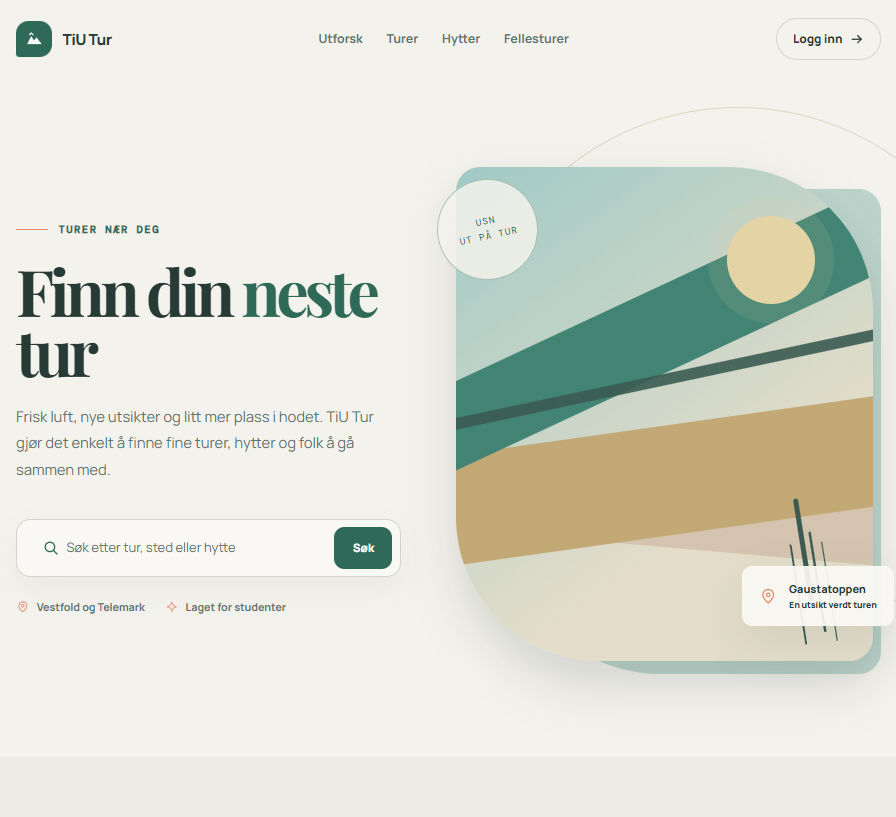 TiU Tur
Utforsk
Turer
Hytter
Fellesturer
Logg inn
TURER NÆR DEG
Finn din neste
tur
Frisk luft, nye utsikter og litt mer plass i hodet. TiU Tur
gjør det enkelt å finne fine turer, hytter og folk å gå
sammen med.
Søk etter tur, sted eller hytte
Søk
Vestfold og Telemark
Laget for studenter
USN
UT PÅ TUR
Gaustatoppen
En utsikt verdt turen